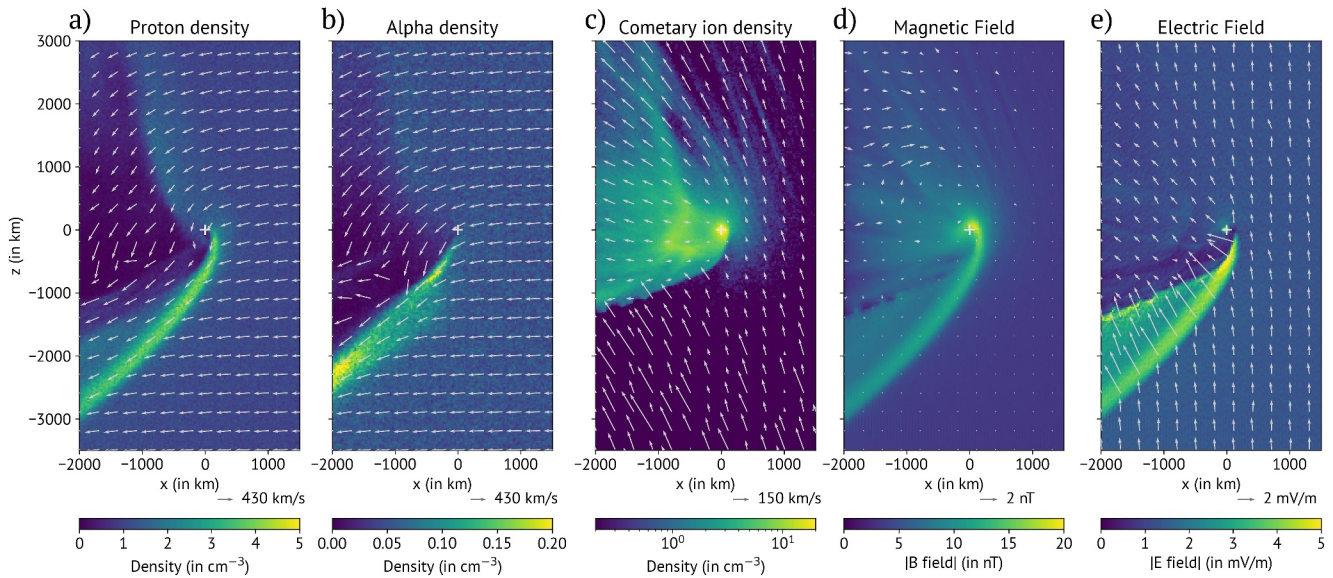 a) Proton density
b) Alpha density
c) Cometary ion density
d) Magnetic Field
e) Electric Field
3000
2000
1000
0
−1000
−2000
−3000
z (in km)
−2000 −1000 0 1000
−2000 −1000 0 1000
−2000 −1000 0 1000
−2000 −1000 0 1000
−2000 −1000 0 1000
x (in km)
x (in km)
x (in km)
x (in km)
x (in km)
430 km/s
430 km/s
150 km/s
2 nT
2 mV/m
0 1 2 3 4 5
0.00 0.05 0.10 0.15 0.20
10⁰ 10¹
0 5 10 15 20
0 1 2 3 4 5
Density (in cm⁻³)
Density (in cm⁻³)
Density (in cm⁻³)
|B field| (in nT)
|E field| (in mV/m)